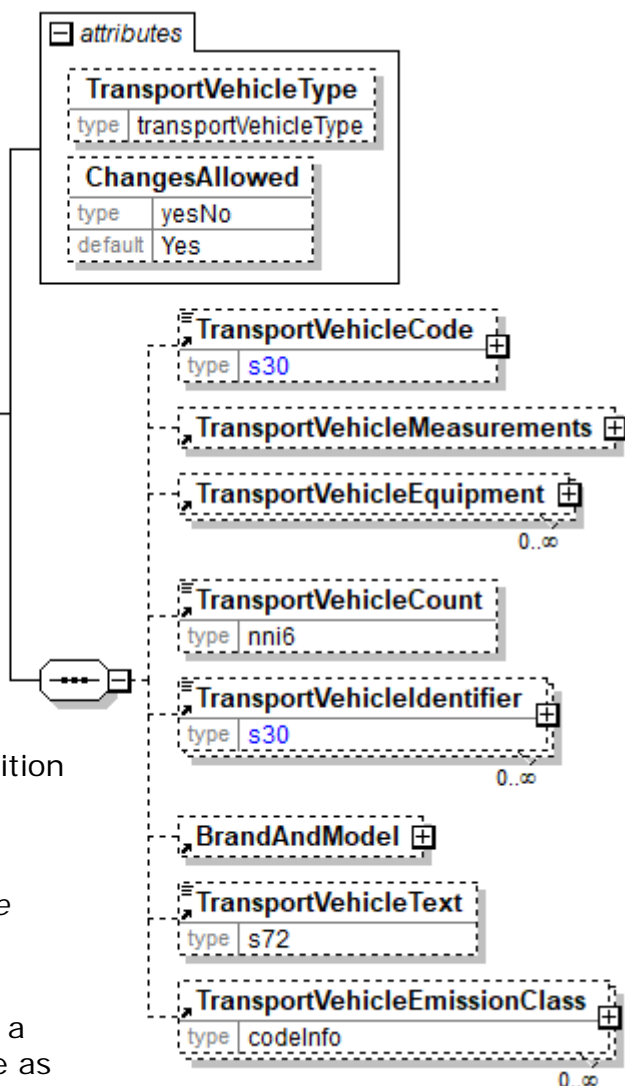 attributes
TransportVehicleType
type transportVehicleType
ChangesAllowed
type yesNo
default Yes
TransportVehicleCode
type s30
TransportVehicleMeasurements
TransportVehicleEquipment
0..∞
TransportVehicleCount
type nni6
TransportVehicleIdentifier
type s30
0..∞
ition
BrandAndModel
e
TransportVehicleText
type s72
a
TransportVehicleEmissionClass
type codeInfo
e as
0..∞